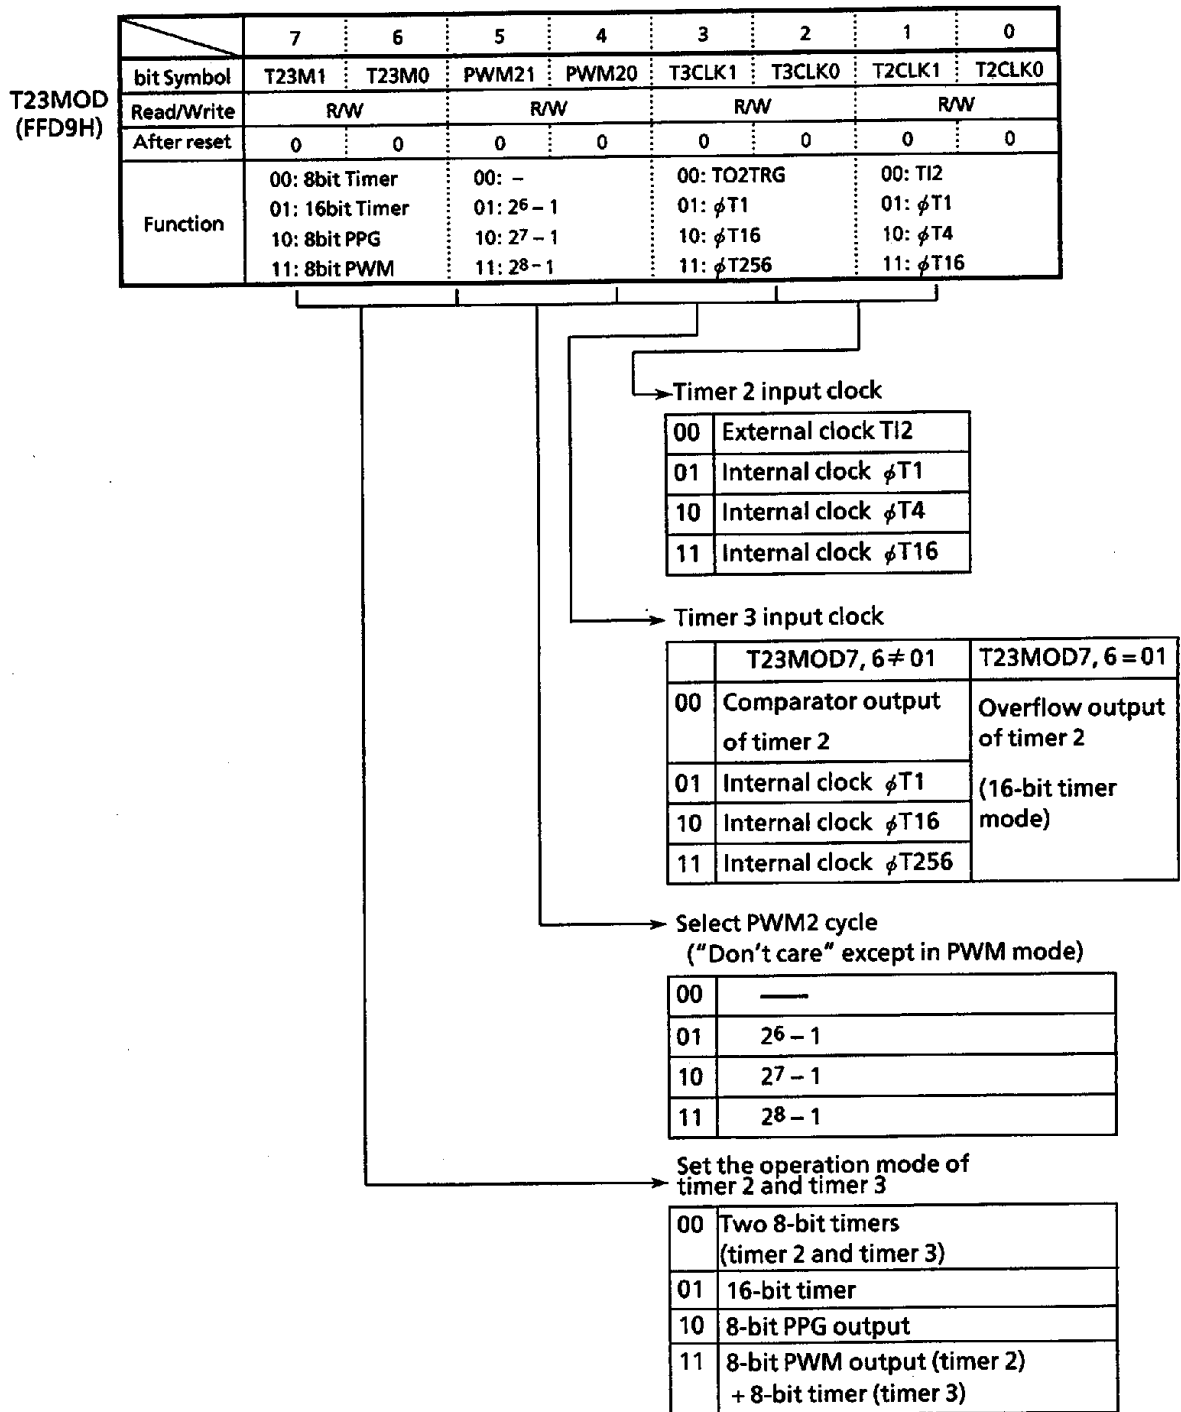 7 6 5 4 3 2 1 0
bit Symbol T23M1 T23M0 PWM21 PWM20 T3CLK1 T3CLK0 T2CLK1 T2CLK0
T23MOD
(FFD9H)
Read/Write R/W R/W R/W R/W
After reset 0 0 0 0 0 0 0 0
Function
00: 8bit Timer 00: – 00: TO2TRG 00: TI2
01: 16bit Timer 01: 2⁶ – 1 01: φT1 01: φT1
10: 8bit PPG 10: 2⁷ – 1 10: φT16 10: φT4
11: 8bit PWM 11: 2⁸ – 1 11: φT256 11: φT16
Timer 2 input clock
00 External clock TI2
01 Internal clock φT1
10 Internal clock φT4
11 Internal clock φT16
Timer 3 input clock
T23MOD7, 6 ≠ 01 T23MOD7, 6 = 01
00 Comparator output
of timer 2
01 Internal clock φT1
10 Internal clock φT16
11 Internal clock φT256
Overflow output
of timer 2
(16-bit timer
mode)
Select PWM2 cycle
("Don't care" except in PWM mode)
00 —
01 2⁶ – 1
10 2⁷ – 1
11 2⁸ – 1
Set the operation mode of
timer 2 and timer 3
00 Two 8-bit timers
(timer 2 and timer 3)
01 16-bit timer
10 8-bit PPG output
11 8-bit PWM output (timer 2)
+ 8-bit timer (timer 3)